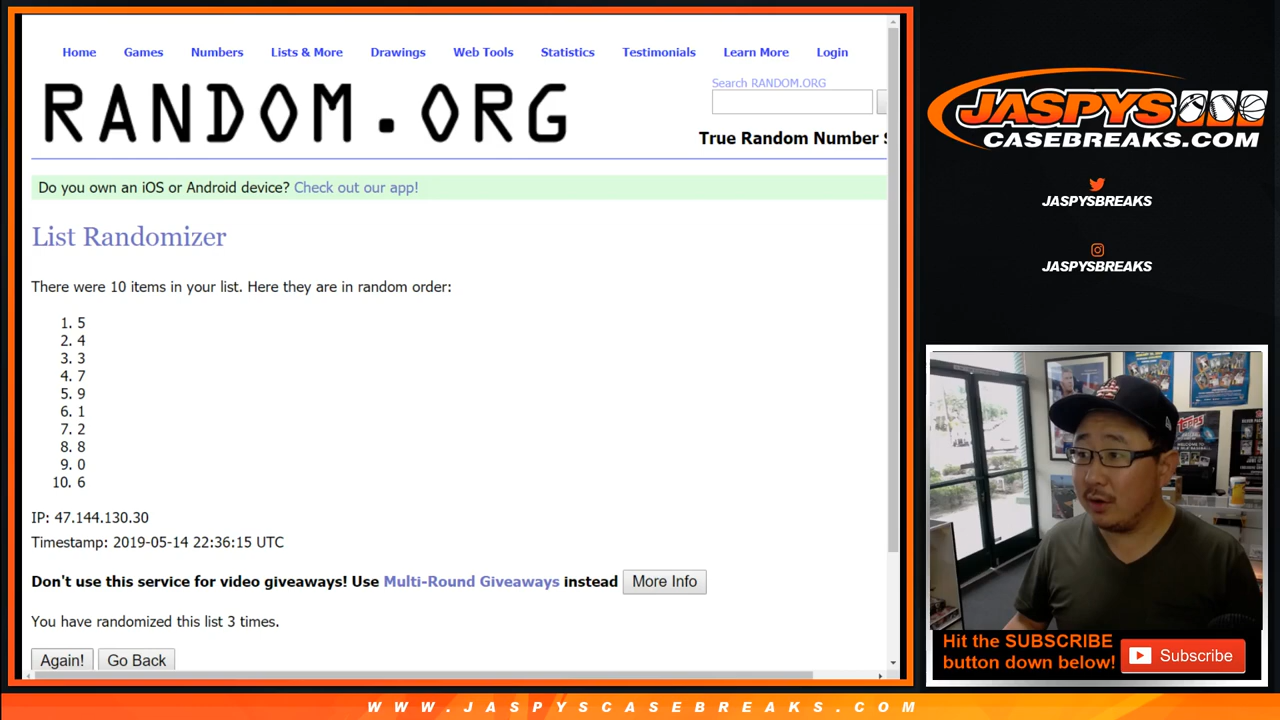 Home Games Numbers Lists & More Drawings Web Tools Statistics Testimonials Learn More Login
RANDOM.ORG
Search RANDOM.ORG
True Random Number S
Do you own an iOS or Android device? Check out our app!
List Randomizer
There were 10 items in your list. Here they are in random order:
1. 5
2. 4
3. 3
4. 7
5. 9
6. 1
7. 2
8. 8
9. 0
10. 6
IP: 47.144.130.30
Timestamp: 2019-05-14 22:36:15 UTC
Don't use this service for video giveaways! Use Multi-Round Giveaways instead More Info
You have randomized this list 3 times.
Again! Go Back
JASPYS
CASEBREAKS.COM
JASPYSBREAKS
JASPYSBREAKS
Topps
Hit the SUBSCRIBE
button down below!
Subscribe
WWW.JASPYSCASEBREAKS.COM